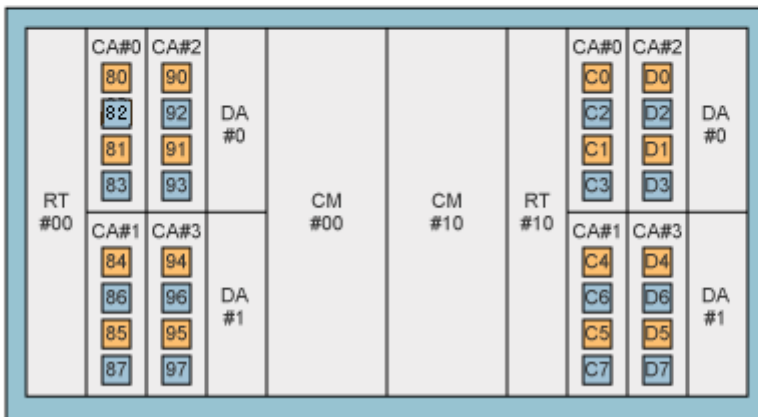 CA#0 CA#2 CA#0 CA#2
80 90 C0 D0
82 92 C2 D2
DA #0 DA #0
81 91 C1 D1
83 93 C3 D3
RT #00 CM #00 CM #10 RT #10
CA#1 CA#3 CA#1 CA#3
84 94 C4 D4
86 96 C6 D6
DA #1 DA #1
85 95 C5 D5
87 97 C7 D7